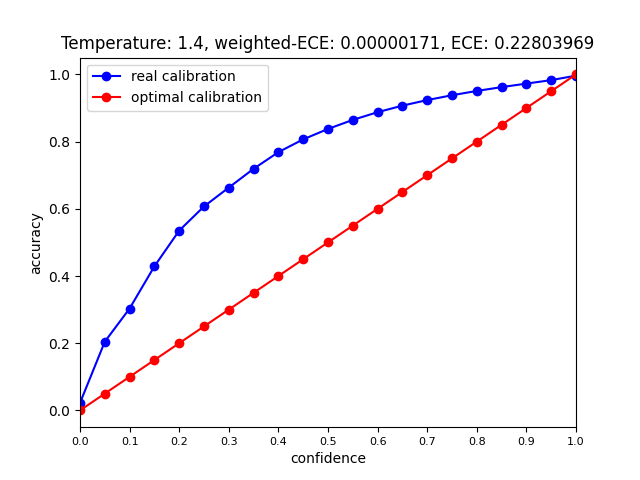 Temperature: 1.4, weighted-ECE: 0.00000171, ECE: 0.22803969
real calibration
optimal calibration
1.0
0.8
0.6
0.4
0.2
0.0
accuracy
0.0 0.1 0.2 0.3 0.4 0.5 0.6 0.7 0.8 0.9 1.0
confidence